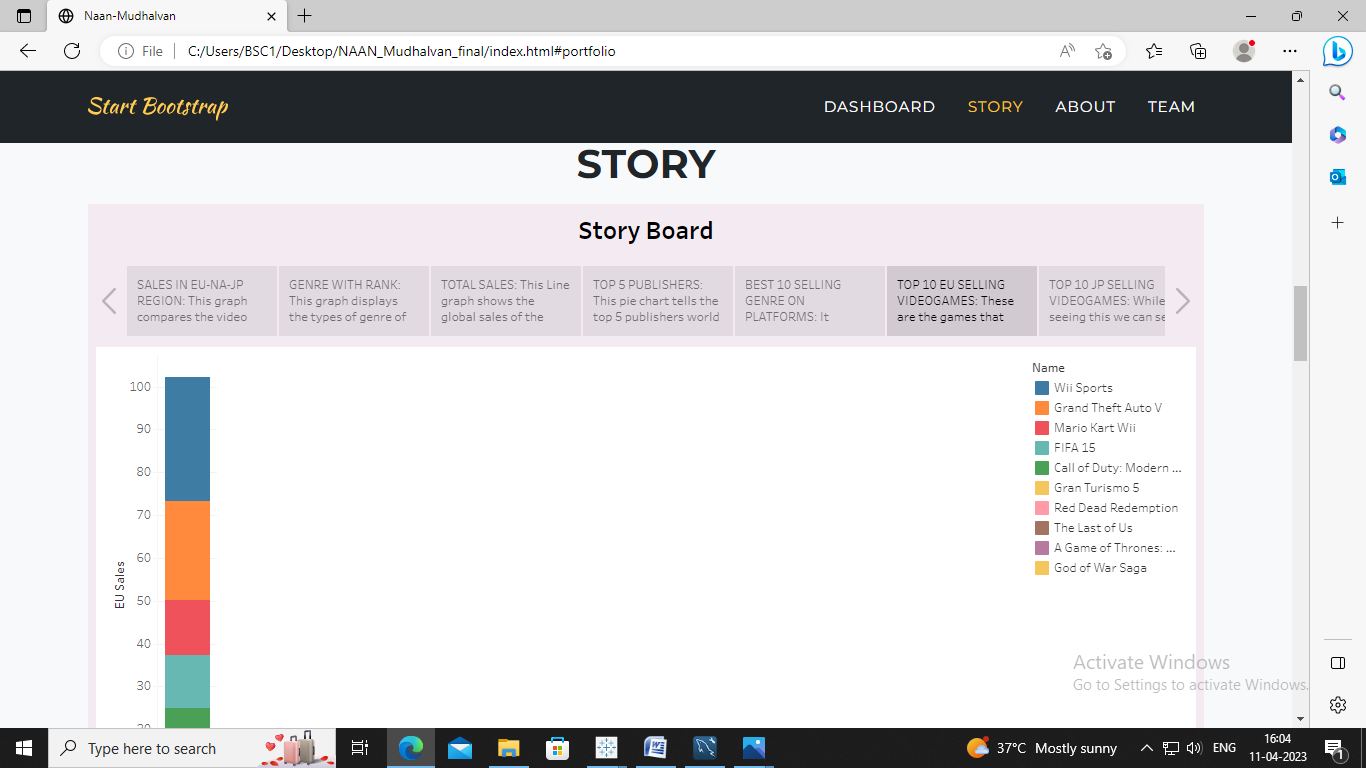 Naan-Mudhalvan
File
C:/Users/BSC1/Desktop/NAAN_Mudhalvan_final/index.html#portfolio
Start Bootstrap
DASHBOARD
STORY
ABOUT
TEAM
STORY
Story Board
SALES IN EU-NA-JP
REGION: This graph
compares the video
GENRE WITH RANK:
This graph displays
the types of genre of
TOTAL SALES: This Line
graph shows the
global sales of the
TOP 5 PUBLISHERS:
This pie chart tells the
top 5 publishers world
BEST 10 SELLING
GENRE ON
PLATFORMS: It
TOP 10 EU SELLING
VIDEOGAMES: These
are the games that
TOP 10 JP SELLING
VIDEOGAMES: While
seeing this we can se
100
90
80
70
60
50
40
30
20
EU Sales
Name
Wii Sports
Grand Theft Auto V
Mario Kart Wii
FIFA 15
Call of Duty: Modern ...
Gran Turismo 5
Red Dead Redemption
The Last of Us
A Game of Thrones: ...
God of War Saga
Activate Windows
Go to Settings to activate Windows.
Type here to search
37°C Mostly sunny
ENG
16:04
11-04-2023
1